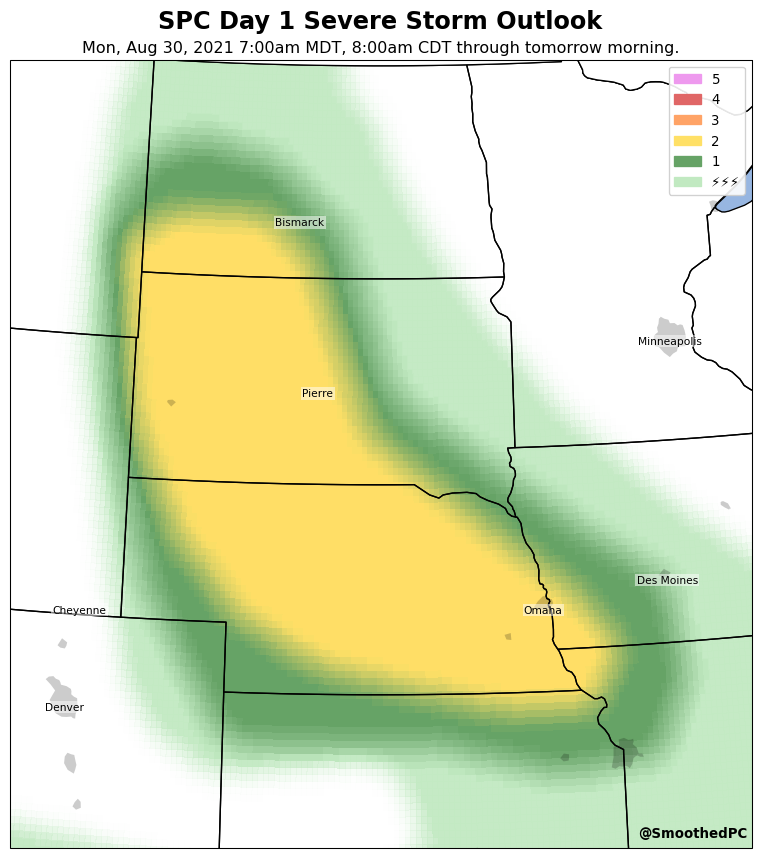 SPC Day 1 Severe Storm Outlook
Mon, Aug 30, 2021 7:00am MDT, 8:00am CDT through tomorrow morning.
5
4
3
2
1
⚡⚡⚡
Bismarck
Minneapolis
Pierre
Des Moines
Cheyenne
Omaha
Denver
@SmoothedPC